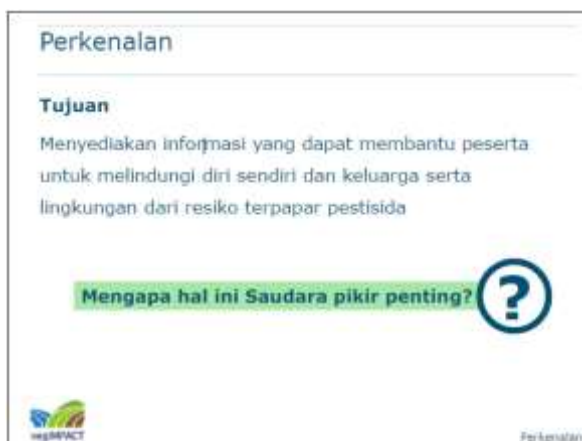 Perkenalan
Tujuan
Menyediakan informasi yang dapat membantu peserta
untuk melindungi diri sendiri dan keluarga serta
lingkungan dari resiko terpapar pestisida
Mengapa hal ini Saudara pikir penting?
?
vegIMPACT
Perkenalan